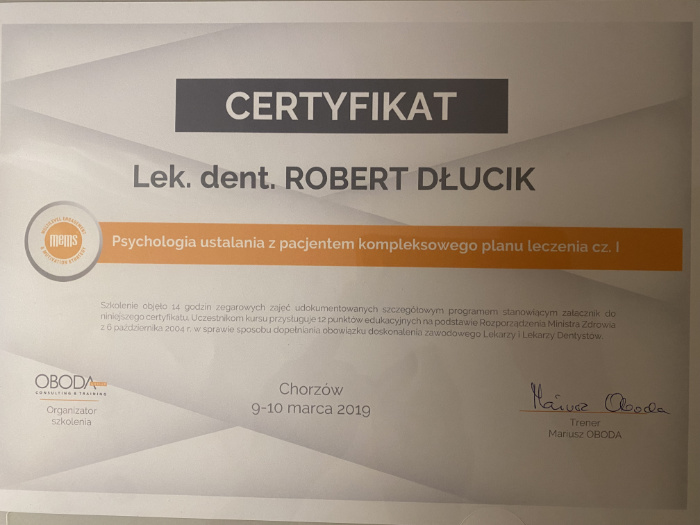 CERTYFIKAT
Lek. dent. ROBERT DŁUCIK
mems
Psychologia ustalania z pacjentem kompleksowego planu leczenia cz. I
Szkolenie objęło 14 godzin zegarowych zajęć udokumentowanych szczegółowym programem stanowiącym załącznik do
niniejszego certyfikatu. Uczestnikom kursu przysługuje 12 punktów edukacyjnych na podstawie Rozporządzenia Ministra Zdrowia
z 6 października 2004 r. w sprawie sposobu dopełniania obowiązku doskonalenia zawodowego Lekarzy i Lekarzy Dentystów.
OBODA
CONSULTING & TRAINING
Organizator
szkolenia
Chorzów
9-10 marca 2019
Mariusz Oboda
Trener
Mariusz OBODA